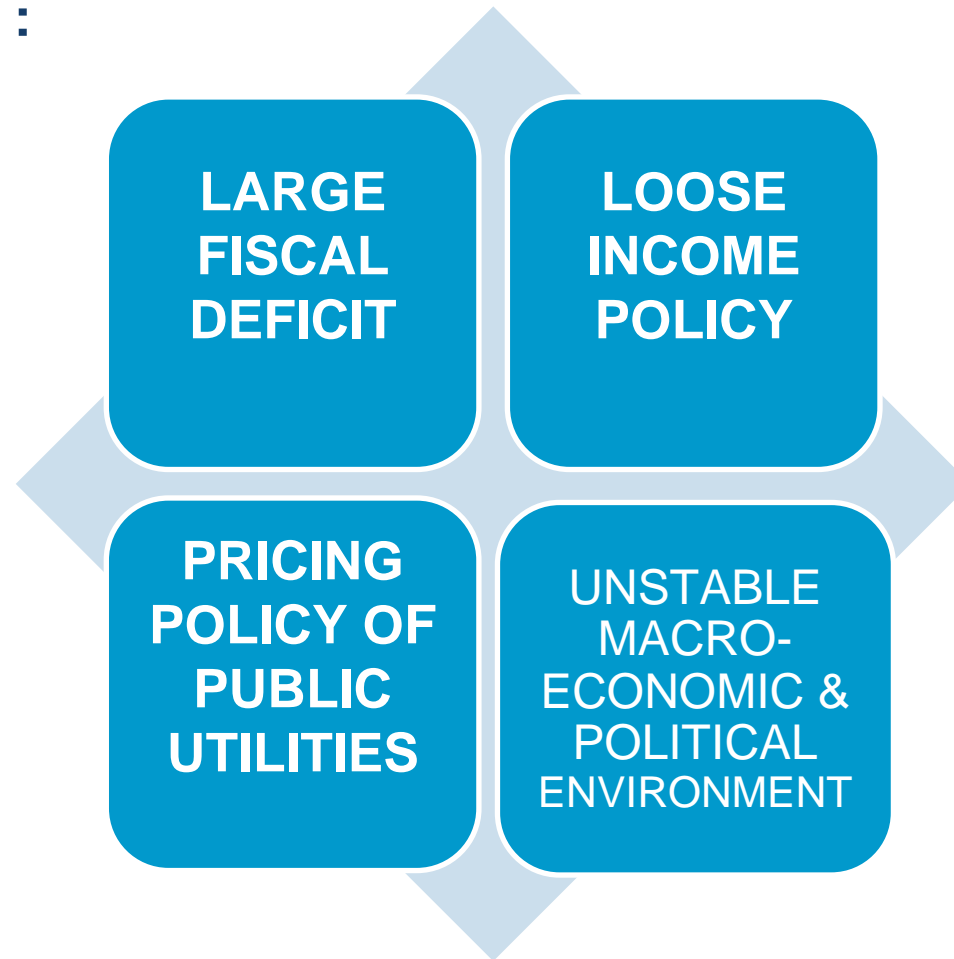 :
LARGE
FISCAL
DEFICIT
LOOSE
INCOME
POLICY
PRICING
POLICY OF
PUBLIC
UTILITIES
UNSTABLE
MACRO-
ECONOMIC &
POLITICAL
ENVIRONMENT